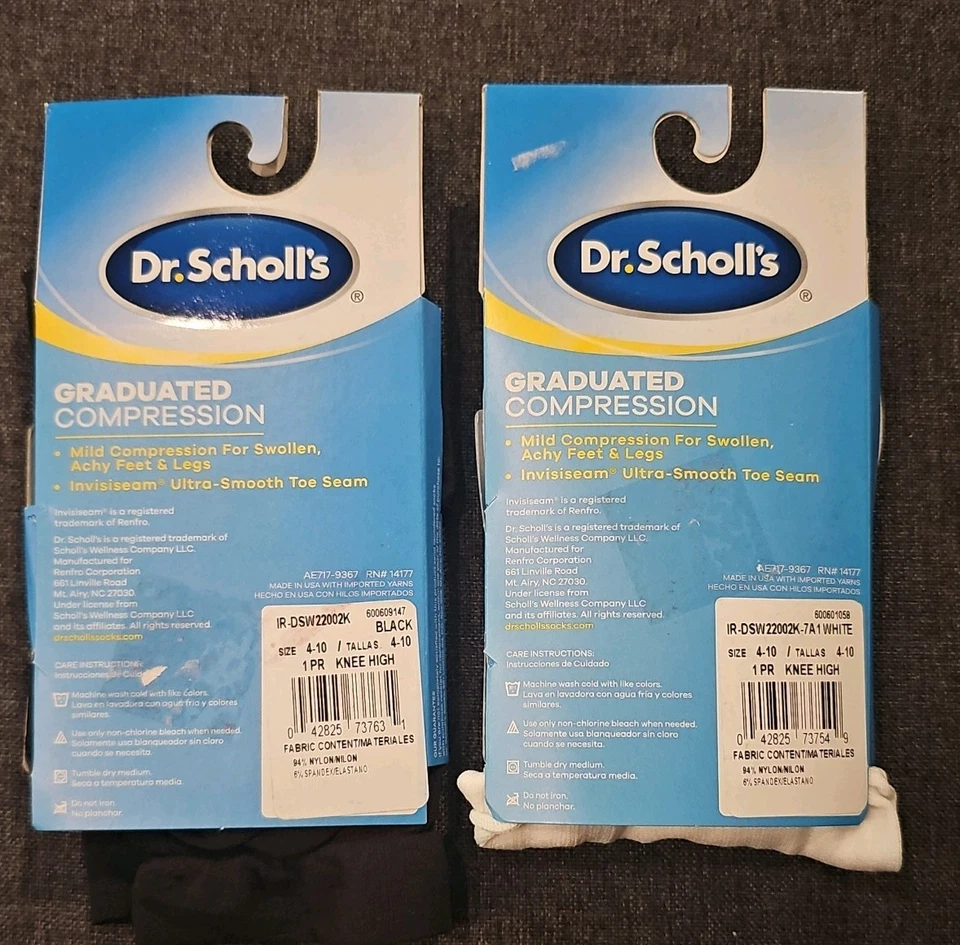 Dr.Scholl's®
GRADUATED
COMPRESSION
• Mild Compression For Swollen,
Achy Feet & Legs
• Invisiseam® Ultra-Smooth Toe Seam
Invisiseam® is a registered
trademark of Renfro.
Dr. Scholl's is a registered trademark of
Scholl's Wellness Company LLC.
Manufactured for
Renfro Corporation
661 Linville Road
Mt. Airy, NC 27030.
Under license from
Scholl's Wellness Company LLC
and its affiliates. All rights reserved.
drschollssocks.com
AE717-9367 RN# 14177
MADE IN USA WITH IMPORTED YARNS
HECHO EN USA CON HILOS IMPORTADOS
CARE INSTRUCTIONS:
Instrucciones de Cuid
Machine wash cold with like colors.
Lava en lavadora con agua fria y colores
similares.
Use only non-chlorine bleach when needed.
Solamente usa blanqueador sin cloro
cuando se necesita.
Tumble dry medium.
Seca a temperatura media.
Do not iron.
No planchar.
600609147
IR-DSW22002K BLACK
SIZE 4-10 / TALLAS 4-10
1 PR KNEE HIGH
0 42825 73763 1
FABRIC CONTENT/MATERIALES
94% NYLON/NILON
6% SPANDEX/ELASTANO
OUR GUARANTEE
Dr.Scholl's®
GRADUATED
COMPRESSION
• Mild Compression For Swollen,
Achy Feet & Legs
• Invisiseam® Ultra-Smooth Toe Seam
Invisiseam® is a registered
trademark of Renfro.
Dr. Scholl's is a registered trademark of
Scholl's Wellness Company LLC.
Manufactured for
Renfro Corporation
661 Linville Road
Mt. Airy, NC 27030.
Under license from
Scholl's Wellness Company LLC
and its affiliates. All rights reserved.
drschollssocks.com
AE717-9367 RN# 14177
MADE IN USA WITH IMPORTED YARNS
HECHO EN USA CON HILOS IMPORTADOS
CARE INSTRUCTIONS:
Instrucciones de Cuidado
Machine wash cold with like colors.
Lava en lavadora con agua fria y colores
similares.
Use only non-chlorine bleach when needed.
Solamente usa blanqueador sin cloro
cuando se necesita.
Tumble dry medium.
Seca a temperatura media.
Do not iron.
No planchar.
600601058
IR-DSW22002K-7A1 WHITE
SIZE 4-10 / TALLAS 4-10
1 PR KNEE HIGH
0 42825 73754 9
FABRIC CONTENT/MATERIALES
94% NYLON/NILON
6% SPANDEX/ELASTANO